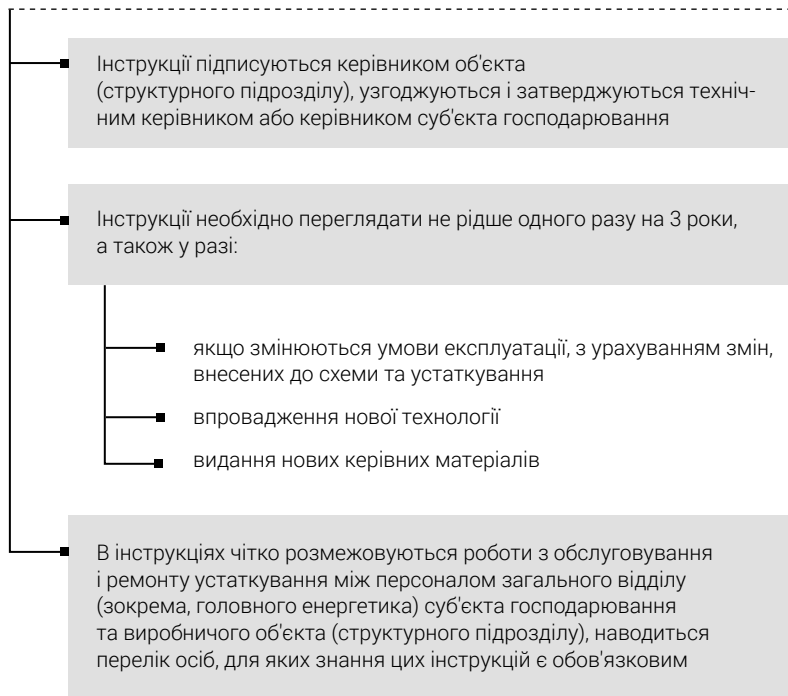 Інструкції підписуються керівником об'єкта
(структурного підрозділу), узгоджуються і затверджуються техніч-
ним керівником або керівником суб'єкта господарювання
Інструкції необхідно переглядати не рідше одного разу на 3 роки,
а також у разі:
якщо змінюються умови експлуатації, з урахуванням змін,
внесених до схеми та устаткування
впровадження нової технології
видання нових керівних матеріалів
В інструкціях чітко розмежовуються роботи з обслуговування
і ремонту устаткування між персоналом загального відділу
(зокрема, головного енергетика) суб'єкта господарювання
та виробничого об'єкта (структурного підрозділу), наводиться
перелік осіб, для яких знання цих інструкцій є обов'язковим